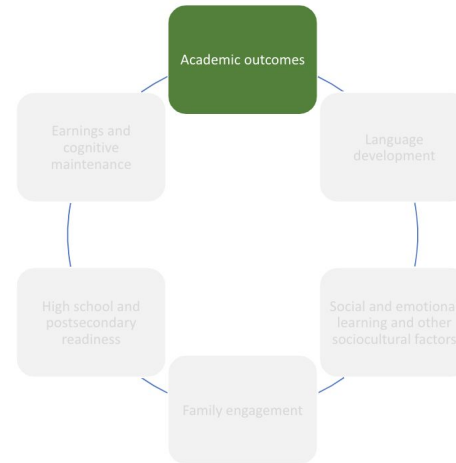 Academic outcomes
Earnings and
cognitive
maintenance
Language
development
High school and
postsecondary
readiness
Social and emotional
learning and other
sociocultural factors
Family engagement